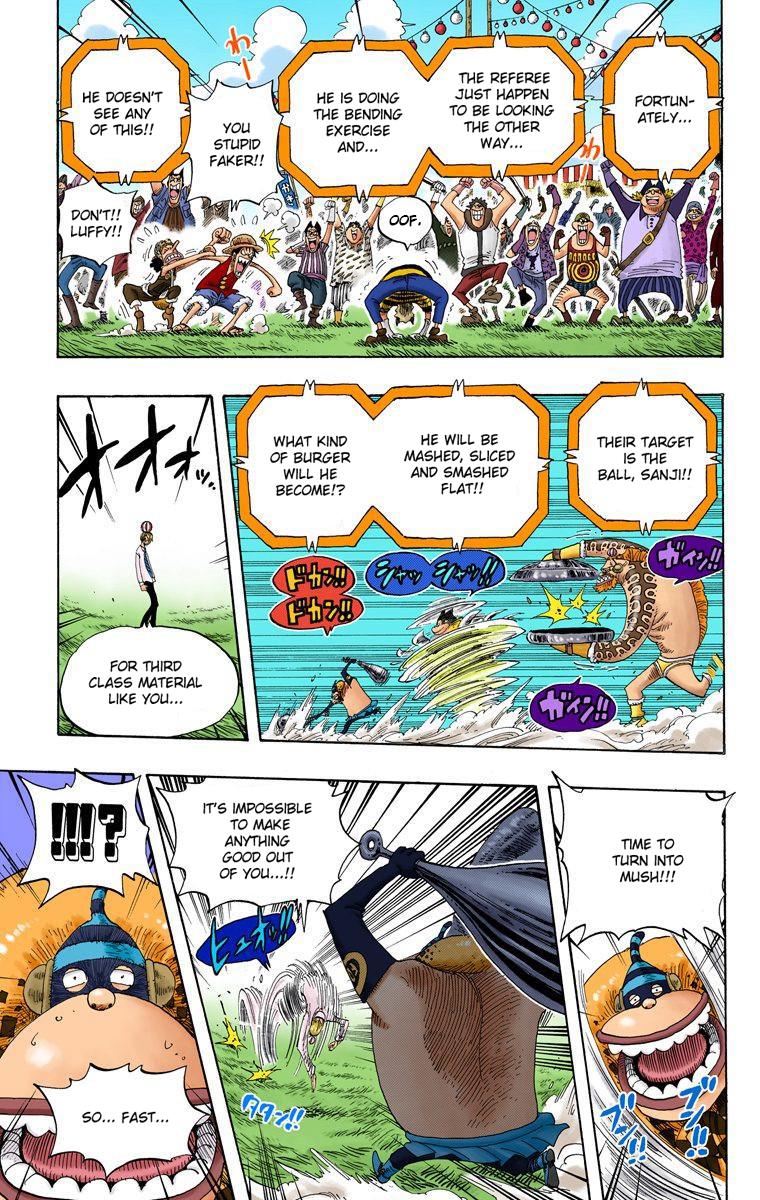 FORTUN-
ATELY...
THE REFEREE
JUST HAPPEN
TO BE LOOKING
THE OTHER
WAY...
HE IS DOING
THE BENDING
EXERCISE
AND...
わー
YOU
STUPID
FAKER!!
HE DOESN'T
SEE ANY
OF THIS!!
DON'T!!
LUFFY!!
OOF.
THEIR TARGET
IS THE
BALL, SANJI!!
HE WILL BE
MASHED, SLICED
AND SMASHED
FLAT!!
WHAT KIND
OF BURGER
WILL HE
BECOME!?
ガイン!!
ガイン!!
シャッ シャッ!!
ドカン!!
ドカン!!
オオオ
FOR THIRD
CLASS MATERIAL
LIKE YOU...
TIME TO
TURN INTO
MUSH!!!
ブン!!
IT'S IMPOSSIBLE
TO MAKE
ANYTHING
GOOD OUT
OF YOU...!!
ヒュオッ!!
タタン!!
!!!?
SO... FAST...